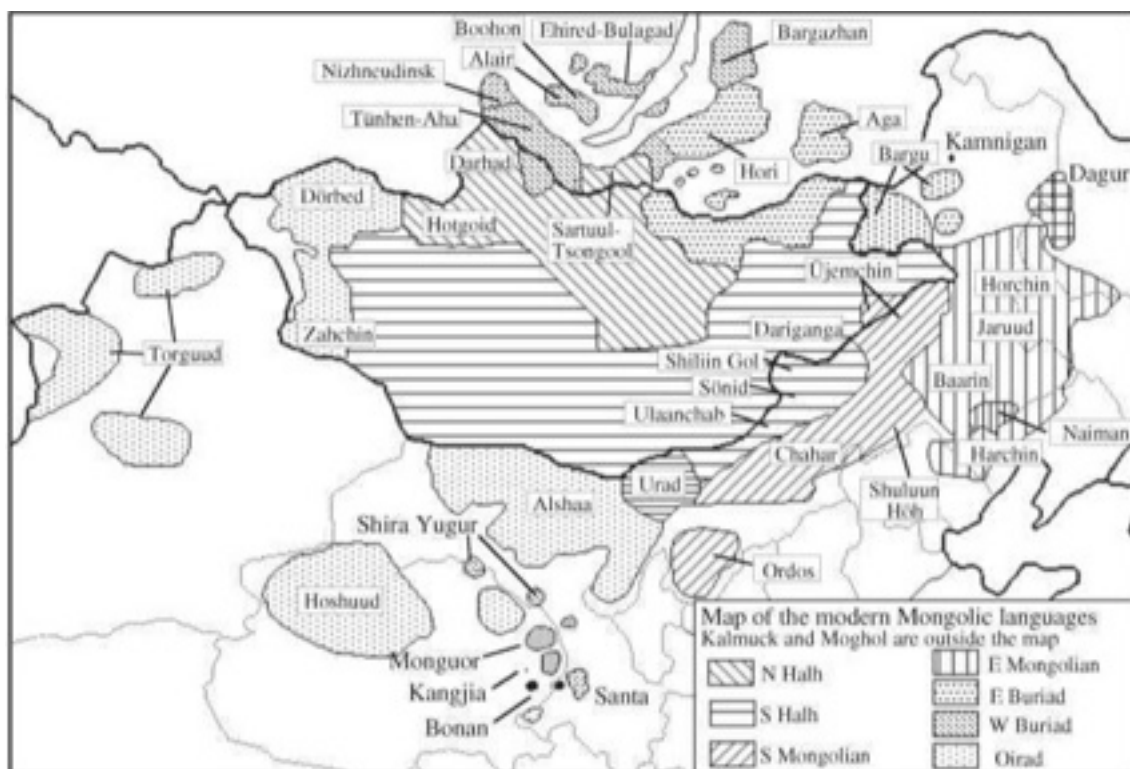 Boohon
Ehired-Bulagad
Bargazhan
Alair
Nizhneudinsk
Tünhen-Aha
Aga
Kamnigan
Darhad
Hori
Bargu
Dagur
Dörbed
Hotgoid
Sartuul-
Tsongool
Üjemchin
Horchin
Zahchin
Dariganga
Jaruud
Torguud
Shiliin Gol
Sönid
Baarin
Ulaanchab
Naiman
Chahar
Harchin
Urad
Shuluun
Höh
Alshaa
Shira Yugur
Ordos
Hoshuud
Monguor
Kangjia
Santa
Bonan
Map of the modern Mongolic languages
Kalmuck and Moghol are outside the map
N Halh
S Halh
S Mongolian
E Mongolian
E Buriad
W Buriad
Oirad